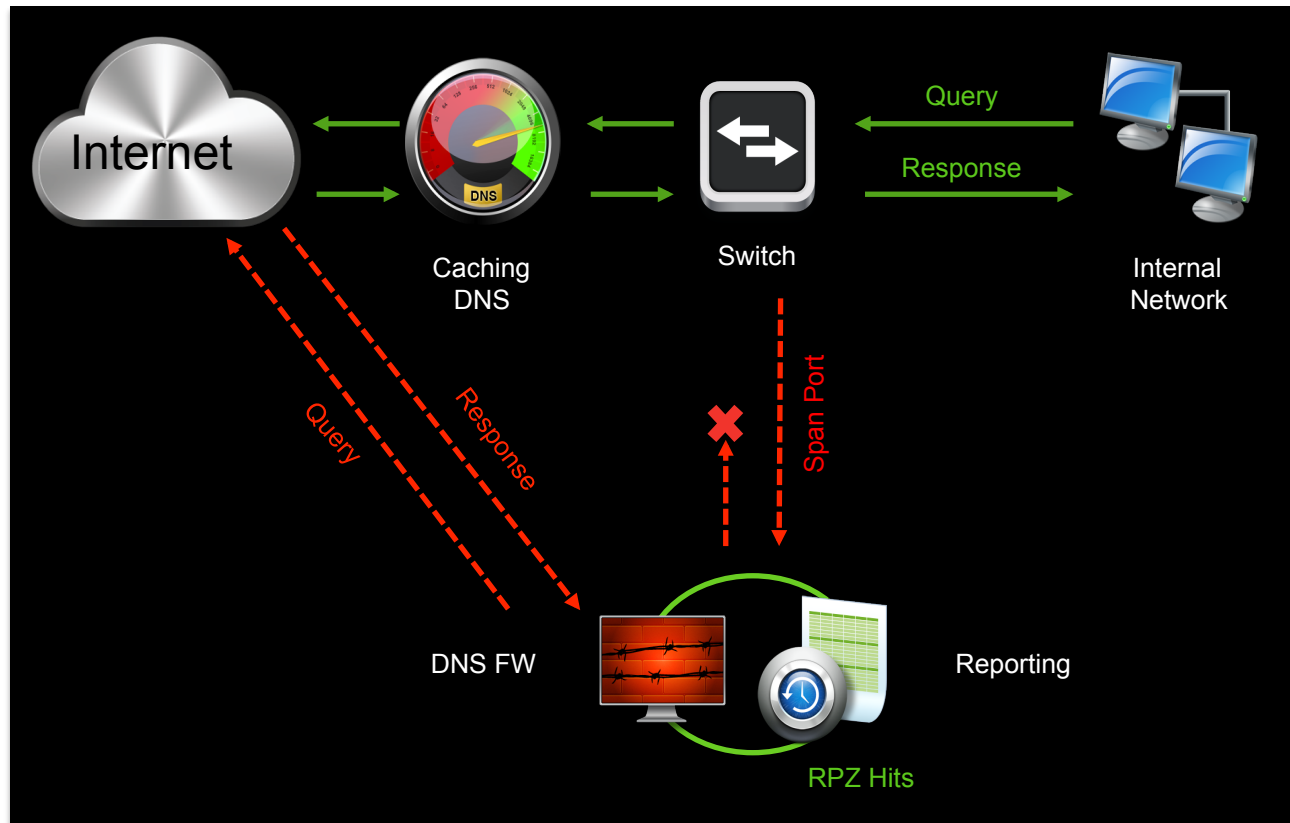 Internet
DNS
Caching
DNS
Switch
Query
Response
Internal
Network
Query
Response
Span Port
DNS FW
Reporting
RPZ Hits